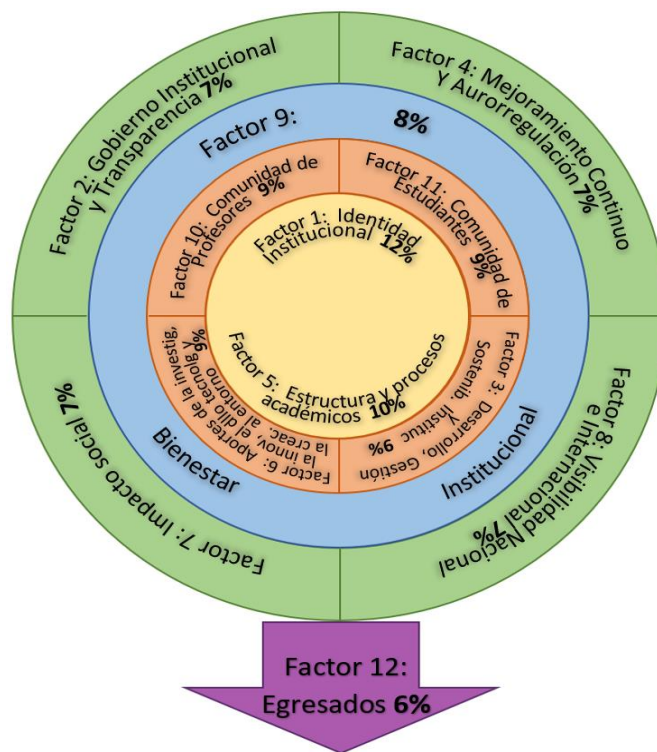 Factor 2: Gobierno Institucional
y Transparencia 7%
Factor 4: Mejoramiento Continuo
Y Aurorregulación 7%
Factor 9: 8%
Bienestar
Institucional
Factor 10: Comunidad de
Profesores 9%
Factor 11: Comunidad de
Estudiantes 9%
Factor 1: Identidad
Institucional 12%
Factor 5: Estructura y procesos
académicos 10%
Factor 6: Aportes de la investig,
la innov, el dllo tecnolg y
la creac. al entorno
9%
Factor 3: Desarrollo, Gestión
y Sostenib.
Instituc 9%
Factor 7: Impacto social 7%
Factor 8: Visibilidad Nacional
e Internacional 7%
Factor 12:
Egresados 6%